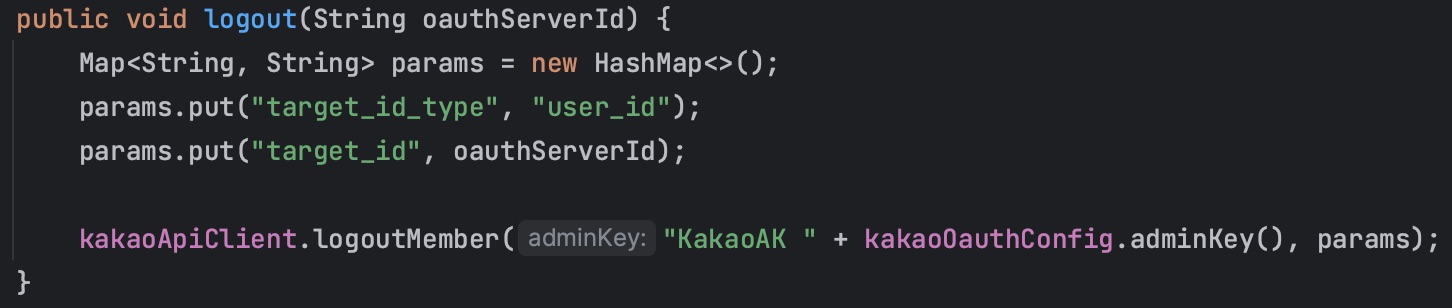 public void logout(String oauthServerId) {
    Map<String, String> params = new HashMap<>();
    params.put("target_id_type", "user_id");
    params.put("target_id", oauthServerId);
    kakaoApiClient.logoutMember( adminKey: "KakaoAK " + kakaoOauthConfig.adminKey(), params);
}